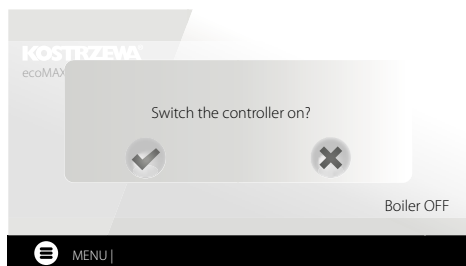 KOSTRZEWA
ecoMAX
Switch the controller on?
Boiler OFF
MENU |